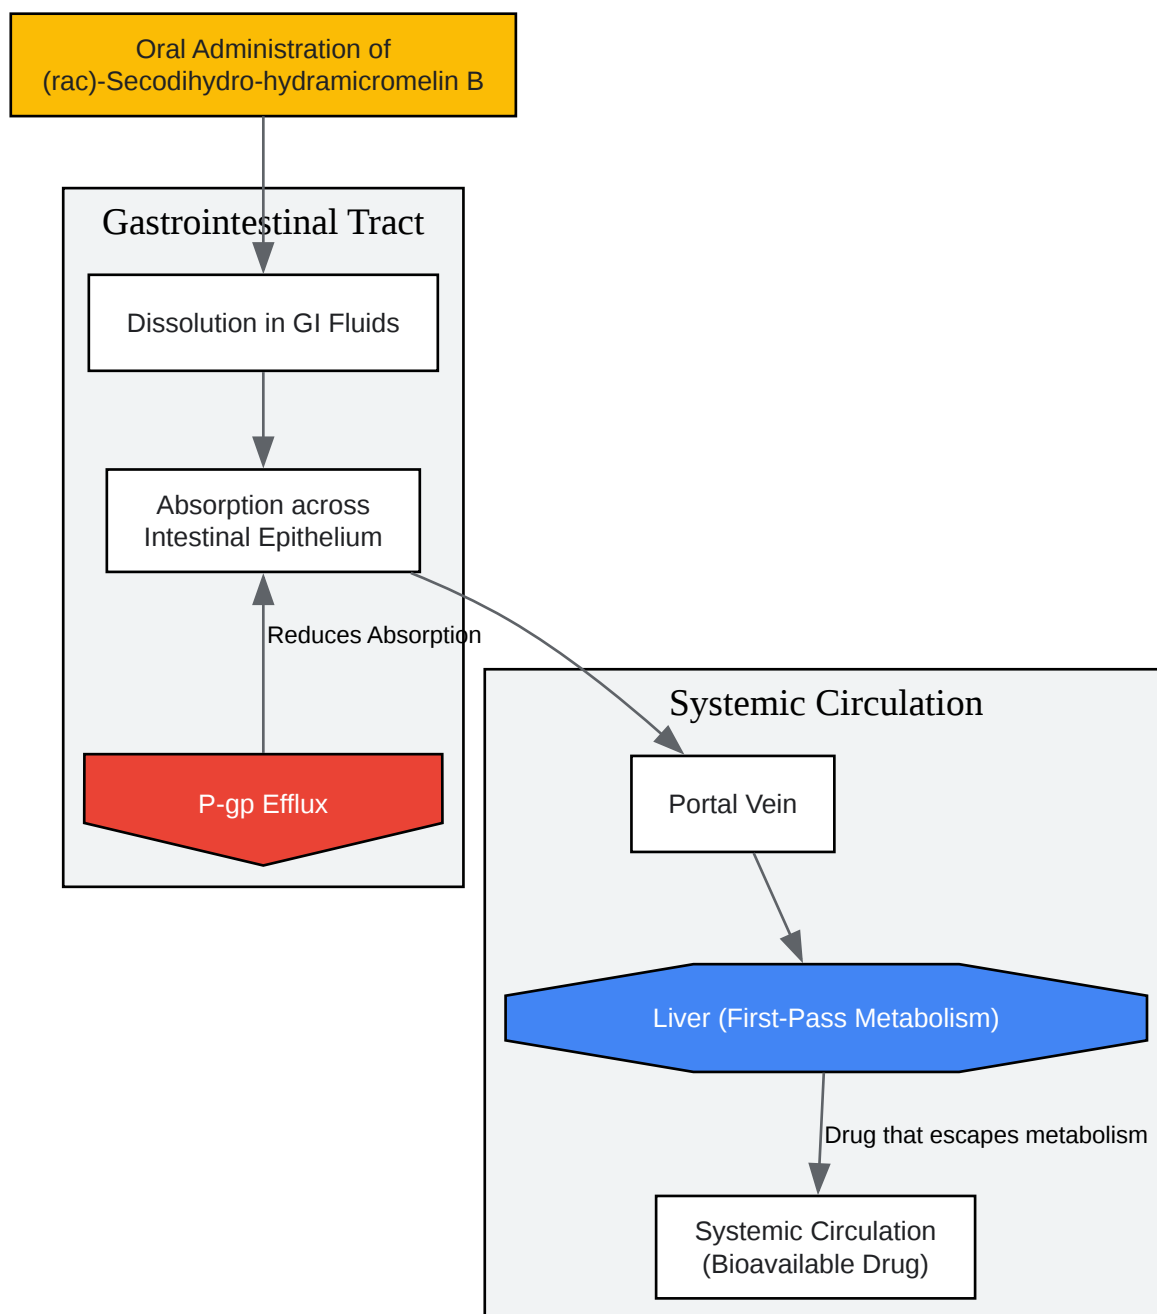 Oral Administration of
(rac)-Secodihydro-hydramicromelin B
Gastrointestinal Tract
Dissolution in GI Fluids
Absorption across
Intestinal Epithelium
Reduces Absorption
P-gp Efflux
Systemic Circulation
Portal Vein
Liver (First-Pass Metabolism)
Drug that escapes metabolism
Systemic Circulation
(Bioavailable Drug)